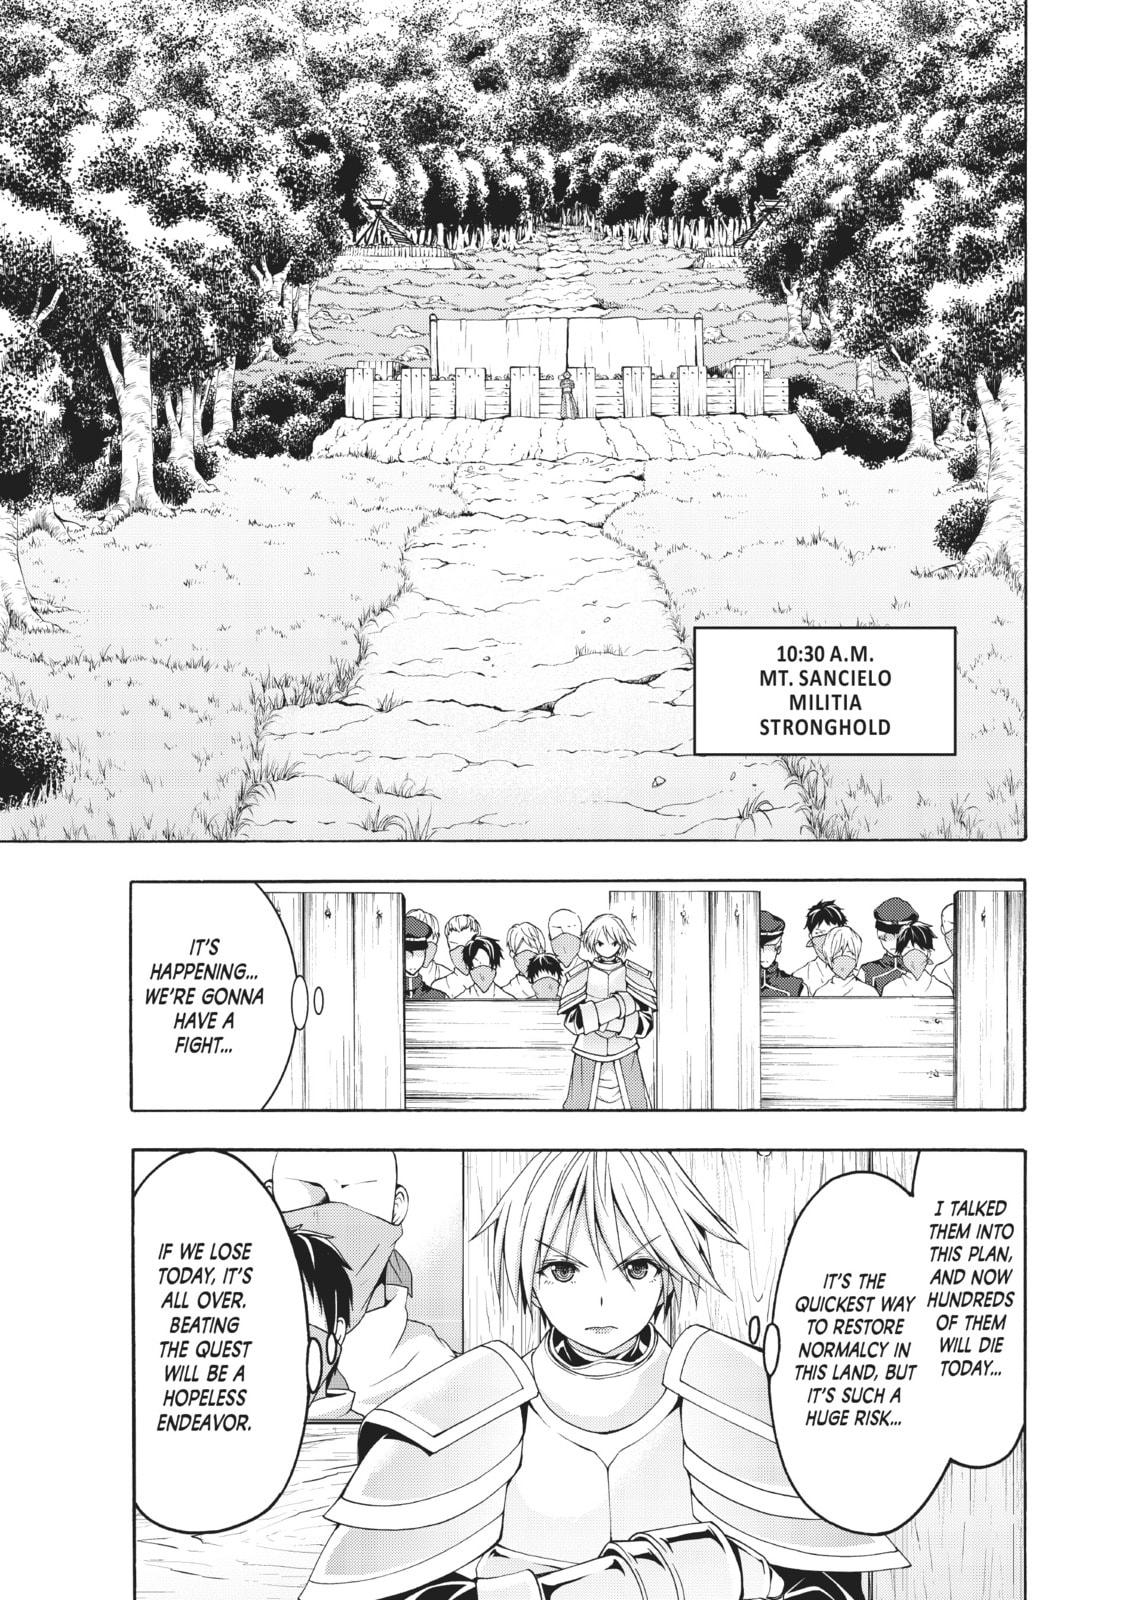 10:30 A.M.
MT. SANCIELO
MILITIA
STRONGHOLD
IT'S
HAPPENING...
WE'RE GONNA
HAVE A
FIGHT...
I TALKED
THEM INTO
THIS PLAN,
AND NOW
HUNDREDS
OF THEM
WILL DIE
TODAY...
IT'S THE
QUICKEST WAY
TO RESTORE
NORMALCY IN
THIS LAND, BUT
IT'S SUCH A
HUGE RISK...
IF WE LOSE
TODAY, IT'S
ALL OVER.
BEATING
THE QUEST
WILL BE A
HOPELESS
ENDEAVOR.